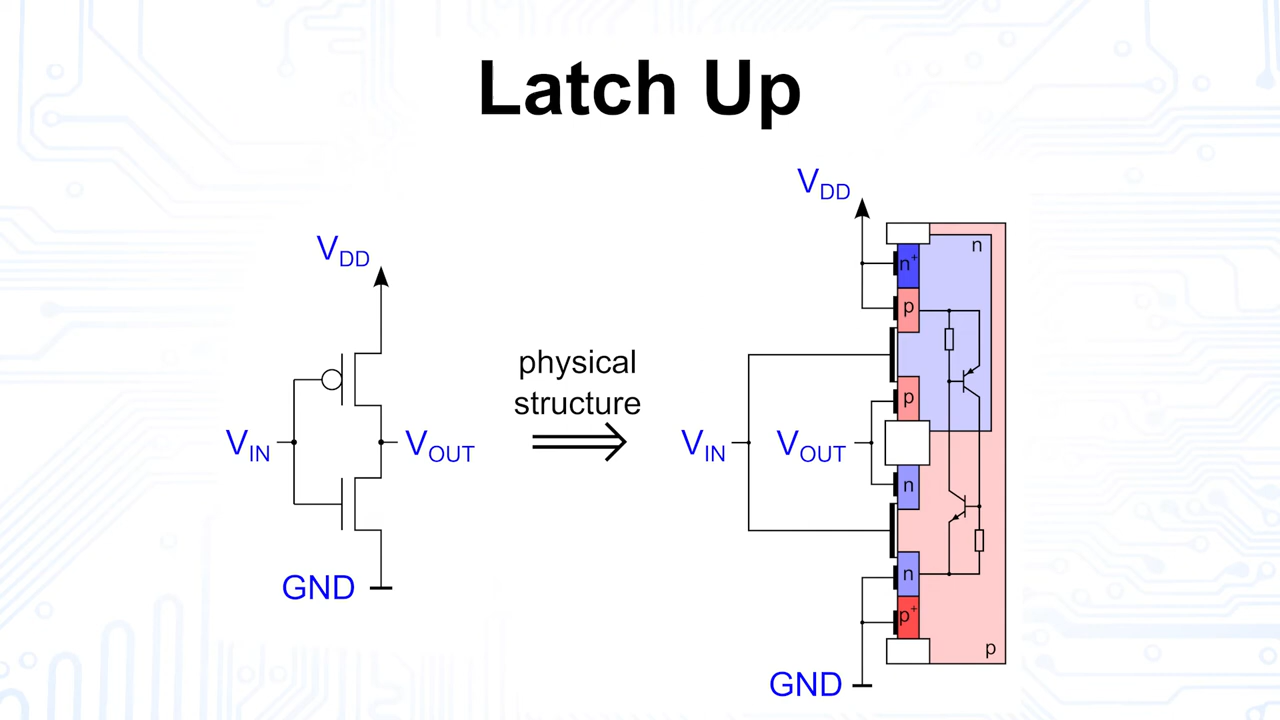 Latch Up
VDD
VIN
VOUT
GND
physical
structure
VDD
VIN
VOUT
GND
n+
p
p
n
n
p+
n
p